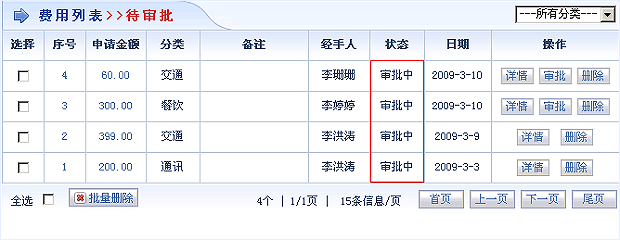 费用列表>>待审批 ---所有分类---
选择 序号 申请金额 分类 备注 经手人 状态 日期 操作
4 60.00 交通 李珊珊 审批中 2009-3-10 详情 审批 删除
3 300.00 餐饮 李婷婷 审批中 2009-3-10 详情 审批 删除
2 399.00 交通 李洪涛 审批中 2009-3-9 详情 删除
1 200.00 通讯 李洪涛 审批中 2009-3-3 详情 删除
全选 批量删除 4个 | 1/1页 | 15条信息/页 首页 上一页 下一页 尾页